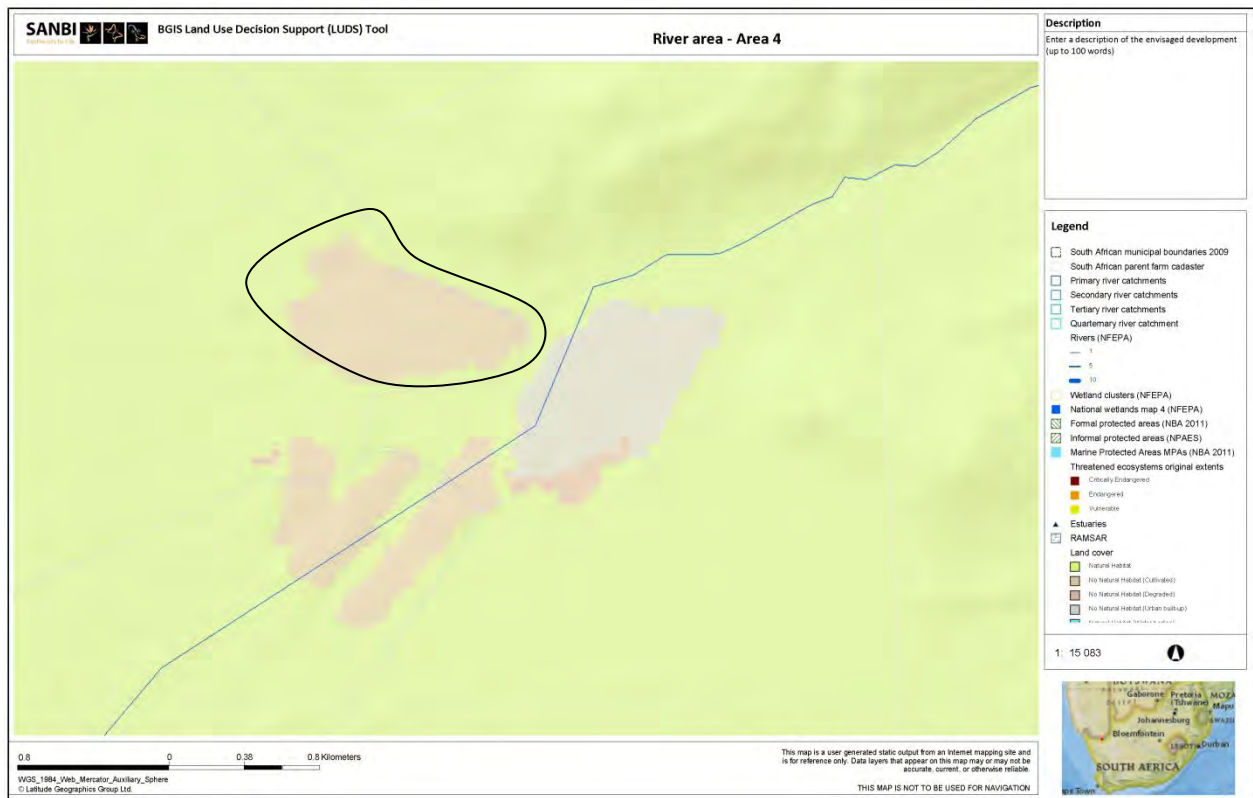 SANBI
BGIS Land Use Decision Support (LUDS) Tool
River area - Area 4
Description
Enter a description of the envisaged development
(up to 100 words)
Legend
South African municipal boundaries 2009
South African parent farm cadaster
Primary river catchments
Secondary river catchments
Tertiary river catchments
Quarternary river catchment
Rivers (NFEPA)
1
5
10
Wetland clusters (NFEPA)
National wetlands map 4 (NFEPA)
Formal protected areas (NBA 2011)
Informal protected areas (NPAES)
Marine Protected Areas MPAs (NBA 2011)
Threatened ecosystems original extents
Critically Endangered
Endangered
Vulnerable
Estuaries
RAMSAR
Land cover
Natural Habitat
No Natural Habitat (Cultivated)
No Natural Habitat (Degraded)
No Natural Habitat (Urban built-up)
1: 15 083
BOTSWANA
Gaborone
Pretoria
(Tshwane)
Johannesburg
Bloemfontein
Durban
SOUTH AFRICA
0.8
0
0.38
0.8 Kilometers
WGS_1984_Web_Mercator_Auxiliary_Sphere
© Latitude Geographics Group Ltd.
This map is a user generated static output from an Internet mapping site and
is for reference only. Data layers that appear on this map may or may not be
accurate, current, or otherwise reliable.
THIS MAP IS NOT TO BE USED FOR NAVIGATION